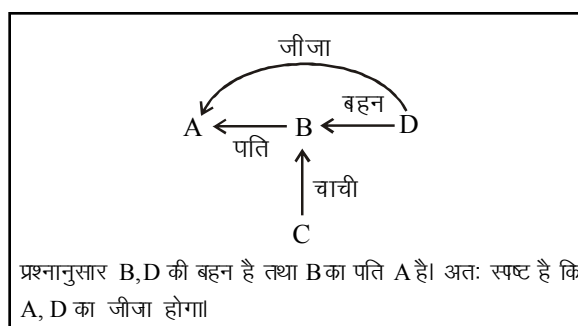 जीजा
बहन
A B D
पति
चाची
C
प्रश्नानुसार B,D की बहन है तथा B का पति A है। अतः स्पष्ट है कि
A, D का जीजा होगा।